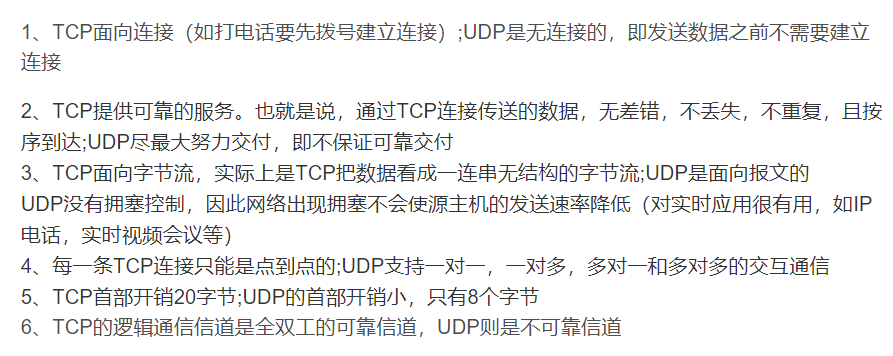 1、TCP面向连接（如打电话要先拨号建立连接）;UDP是无连接的，即发送数据之前不需要建立
连接
2、TCP提供可靠的服务。也就是说，通过TCP连接传送的数据，无差错，不丢失，不重复，且按
序到达;UDP尽最大努力交付，即不保证可靠交付
3、TCP面向字节流，实际上是TCP把数据看成一连串无结构的字节流;UDP是面向报文的
UDP没有拥塞控制，因此网络出现拥塞不会使源主机的发送速率降低（对实时应用很有用，如IP
电话，实时视频会议等）
4、每一条TCP连接只能是点到点的;UDP支持一对一，一对多，多对一和多对多的交互通信
5、TCP首部开销20字节;UDP的首部开销小，只有8个字节
6、TCP的逻辑通信信道是全双工的可靠信道，UDP则是不可靠信道